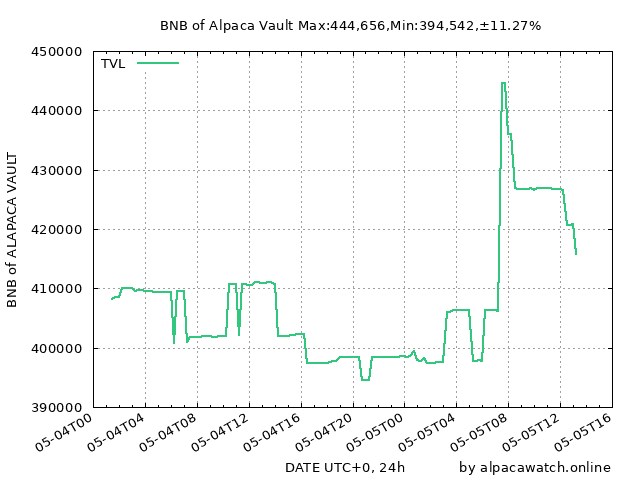 BNB of Alpaca Vault Max:444,656,Min:394,542,±11.27%
TVL
BNB of ALAPACA VAULT
450000
440000
430000
420000
410000
400000
390000
05-04T00
05-04T04
05-04T08
05-04T12
05-04T16
05-04T20
05-05T00
05-05T04
05-05T08
05-05T12
05-05T16
DATE UTC+0, 24h
by alpacawatch.online